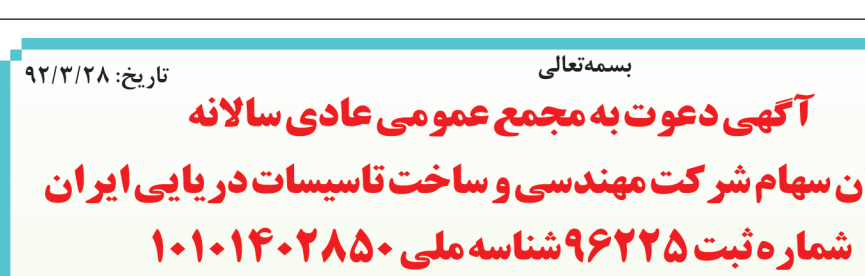 بسمه‌تعالی
تاریخ: ۹۲/۳/۲۸
آگهی دعوت به مجمع عمومی عادی سالانه
ن سهام شرکت مهندسی و ساخت تاسیسات دریایی ایران
شماره ثبت ۹۶۲۲۵ شناسه ملی ۱۰۱۰۱۴۰۲۸۵۰